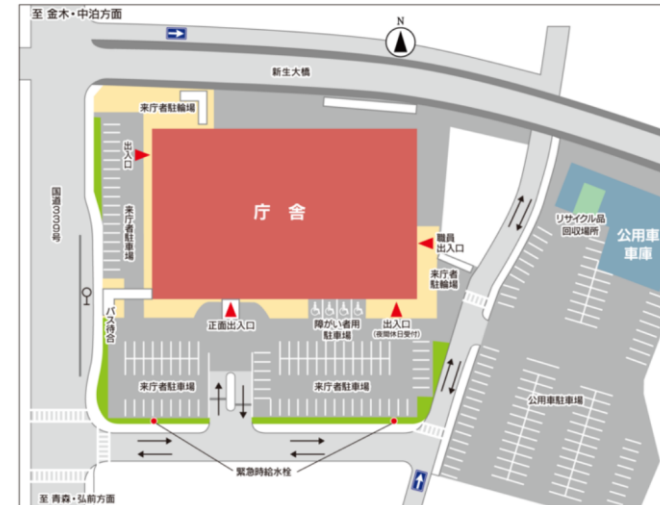 至 金木・中泊方面
N
新生大橋
来庁者駐輪場
出入口
国道339号
来庁者駐車場
庁 舎
リサイクル品
回収場所
公用車
車庫
職員
出入口
来庁者
駐輪場
バス待合
正面出入口
障がい者用
駐車場
出入口
(夜間休日受付)
来庁者駐車場
来庁者駐車場
公用車駐車場
緊急時給水栓
至 青森・弘前方面